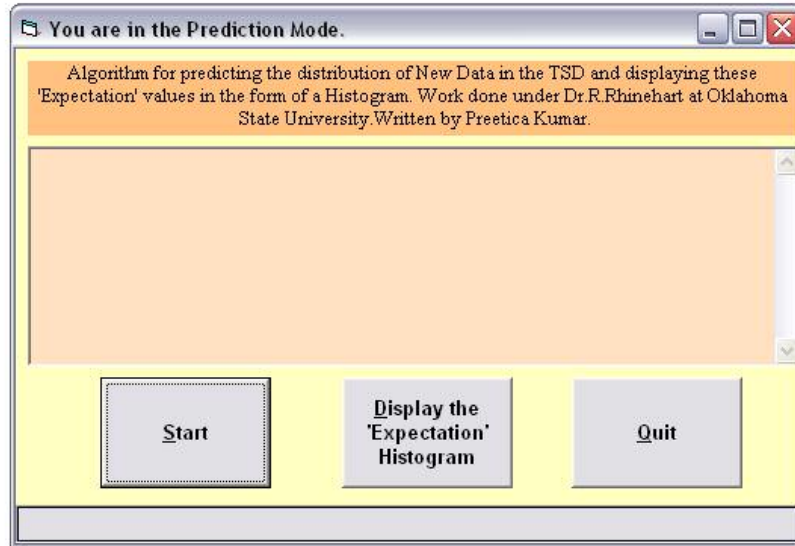 You are in the Prediction Mode.
Algorithm for predicting the distribution of New Data in the TSD and displaying these
'Expectation' values in the form of a Histogram. Work done under Dr.R.Rhinehart at Oklahoma
State University.Written by Preetica Kumar.
Start
Display the
'Expectation'
Histogram
Quit